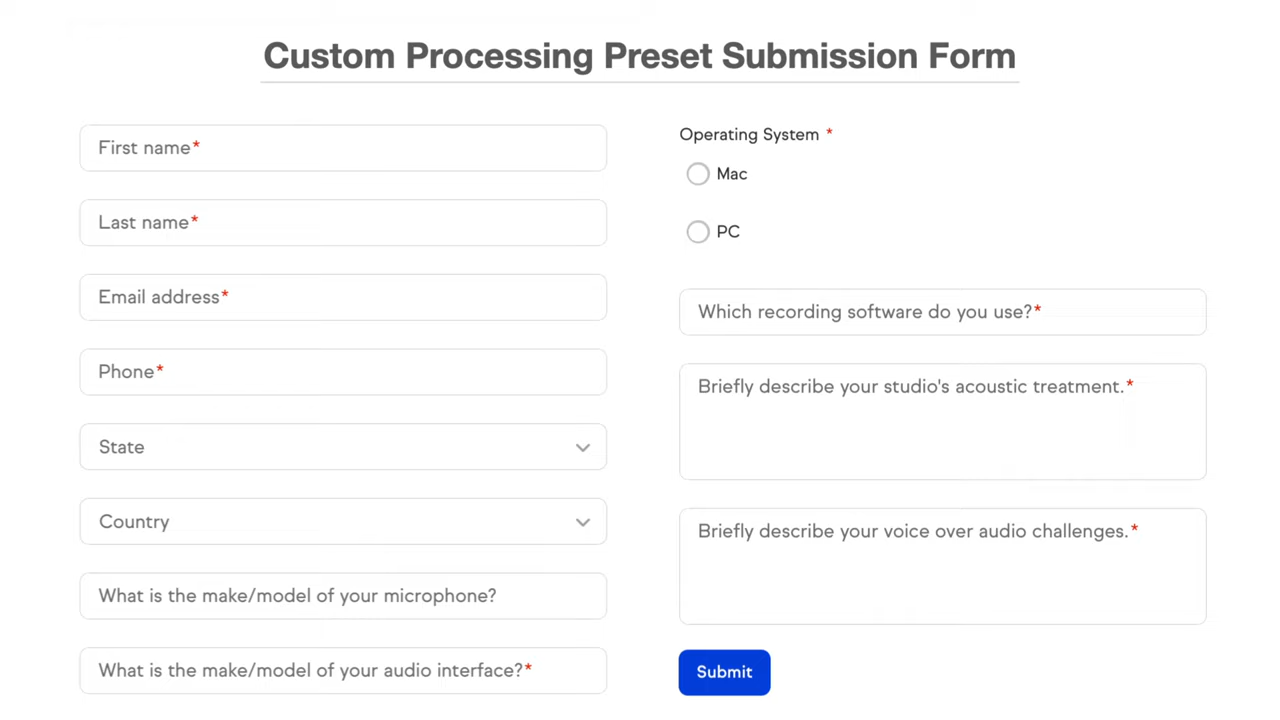 Custom Processing Preset Submission Form
First name*
Last name*
Email address*
Phone*
State
Country
What is the make/model of your microphone?
What is the make/model of your audio interface?*
Operating System *
Mac
PC
Which recording software do you use?*
Briefly describe your studio's acoustic treatment.*
Briefly describe your voice over audio challenges.*
Submit